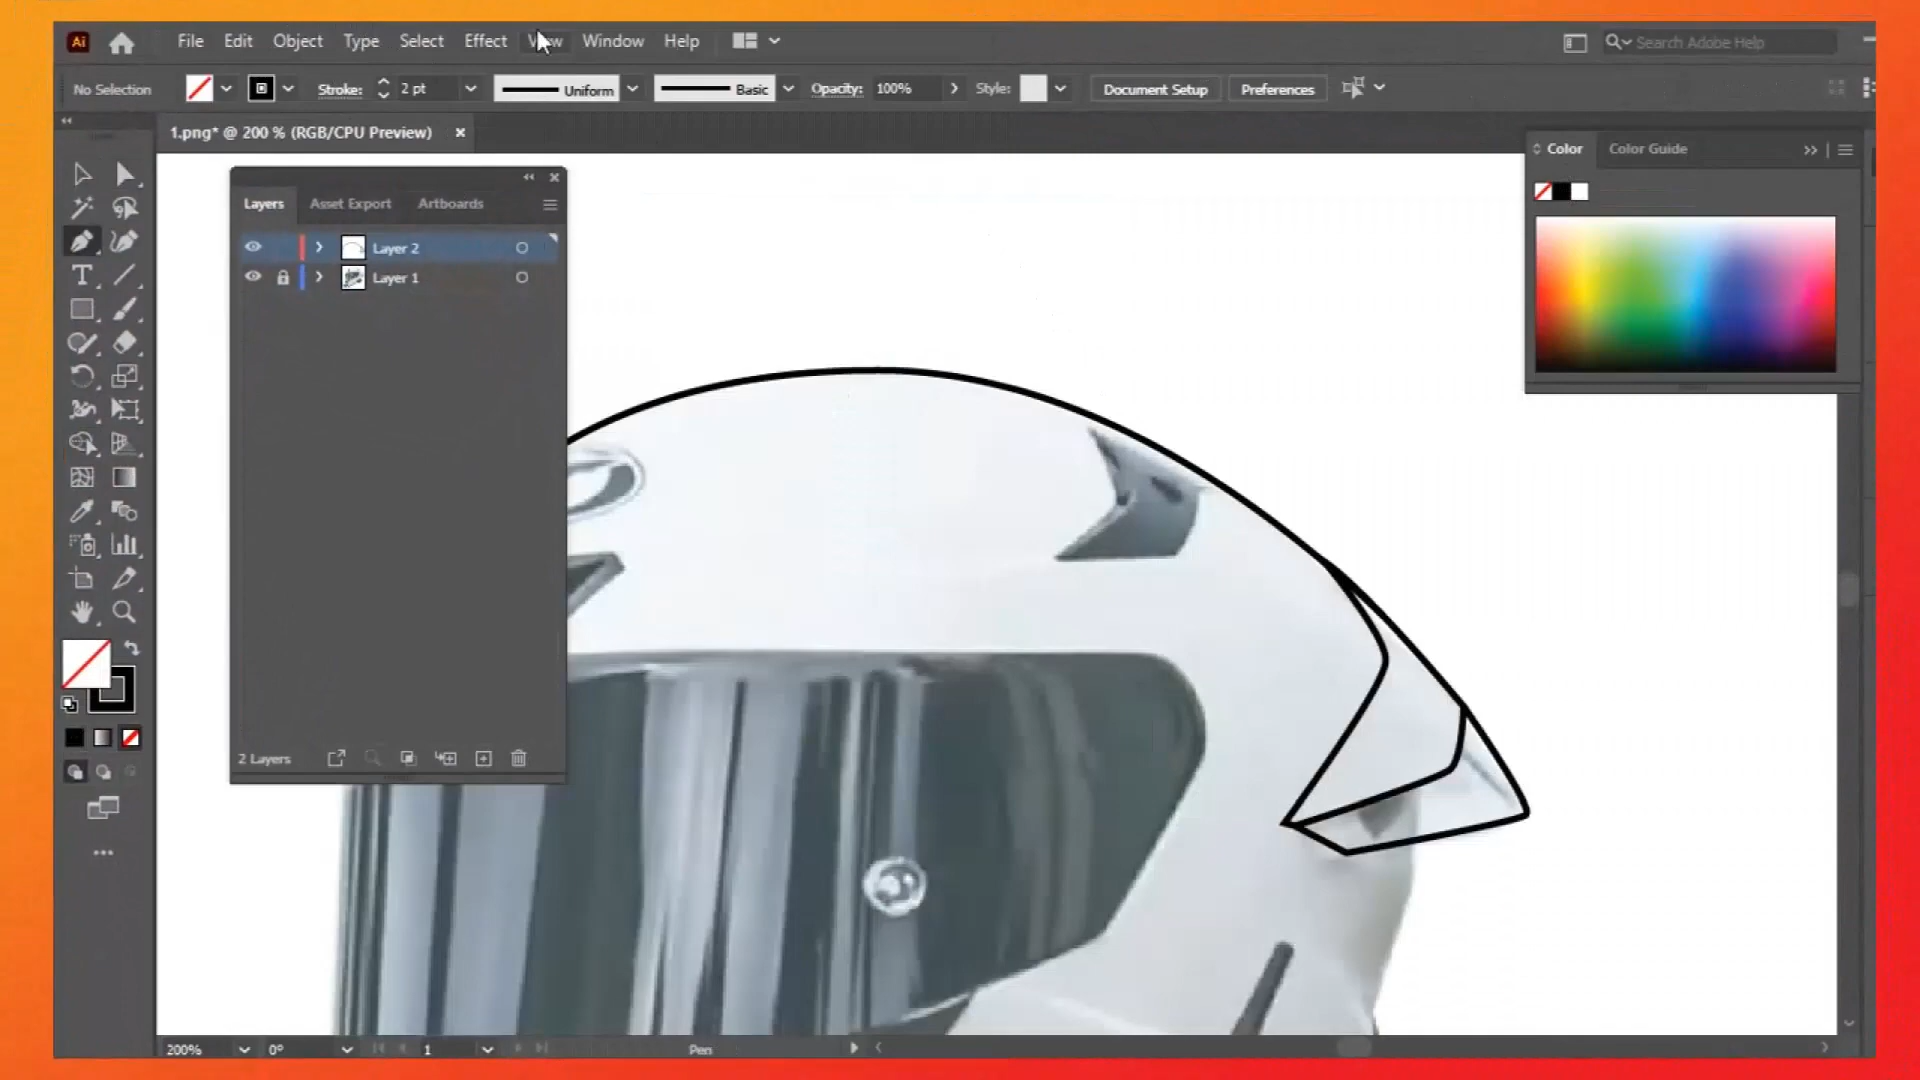 Ai File Edit Object Type Select Effect View Window Help Search Adobe Help
No Selection Stroke: 2 pt Uniform Basic Opacity: 100% Style: Document Setup Preferences
1.png* @ 200 % (RGB/CPU Preview)
Color Color Guide
Layers Asset Export Artboards
Layer 2
Layer 1
2 Layers
200% 0° 1 Pen